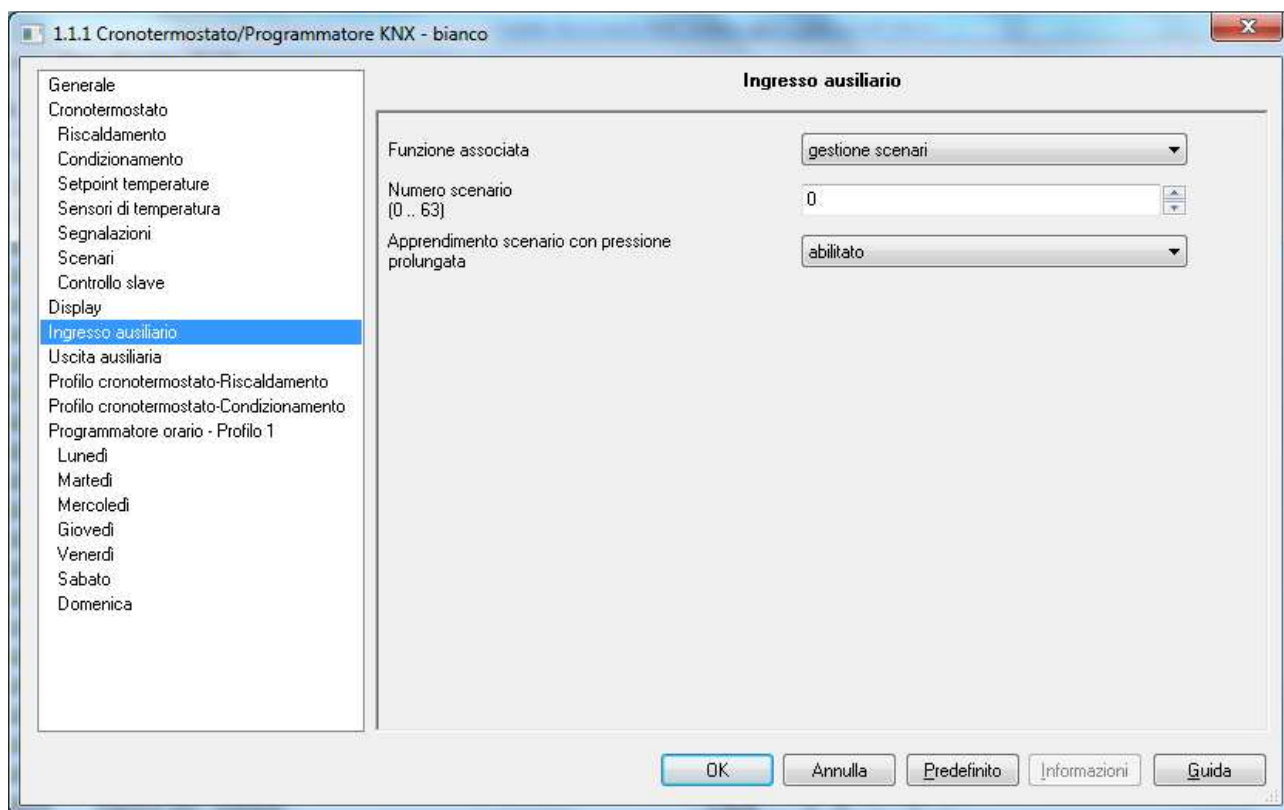 1.1.1 Cronotermostato/Programmatore KNX - bianco
Generale
Cronotermostato
Riscaldamento
Condizionamento
Setpoint temperature
Sensori di temperatura
Segnalazioni
Scenari
Controllo slave
Display
Ingresso ausiliario
Uscita ausiliaria
Profilo cronotermostato-Riscaldamento
Profilo cronotermostato-Condizionamento
Programmatore orario - Profilo 1
Lunedì
Martedì
Mercoledì
Giovedì
Venerdì
Sabato
Domenica
Ingresso ausiliario
Funzione associata
gestione scenari
Numero scenario
(0 .. 63)
0
Apprendimento scenario con pressione
prolungata
abilitato
OK
Annulla
Predefinito
Informazioni
Guida